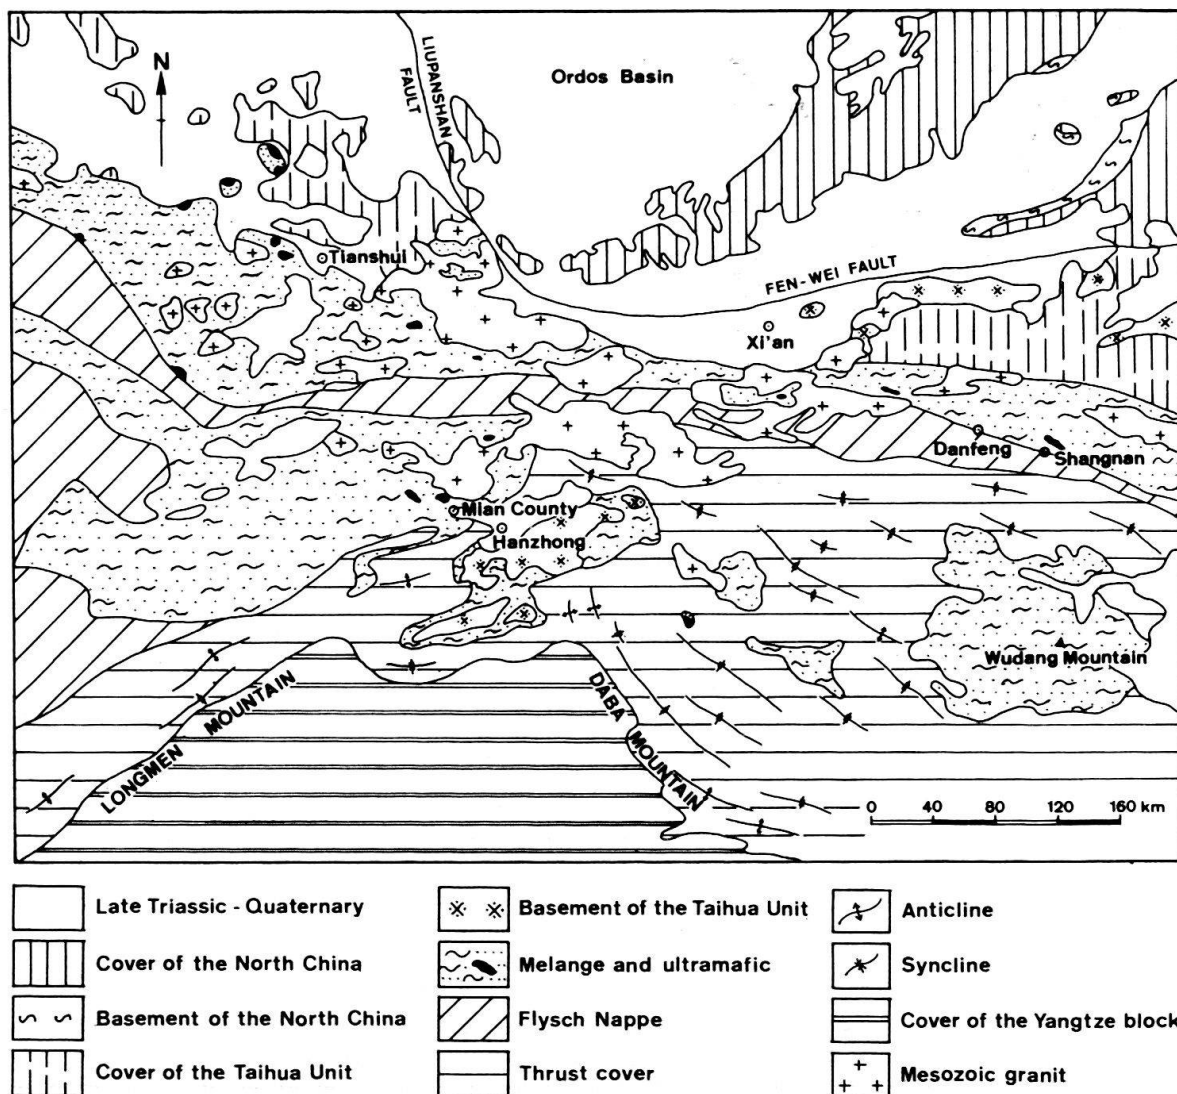 N
LIUPANSHAN
FAULT
Ordos Basin
Tianshui
FEN-WEI FAULT
Xi'an
Danfeng
Shangnan
Mian County
Hanzhong
Wudang Mountain
LONGMEN MOUNTAIN
DABA MOUNTAIN
0 40 80 120 160 km
Late Triassic - Quaternary
Cover of the North China
Basement of the North China
Cover of the Taihua Unit
Basement of the Taihua Unit
Melange and ultramafic
Flysch Nappe
Thrust cover
Anticline
Syncline
Cover of the Yangtze block
Mesozoic granit